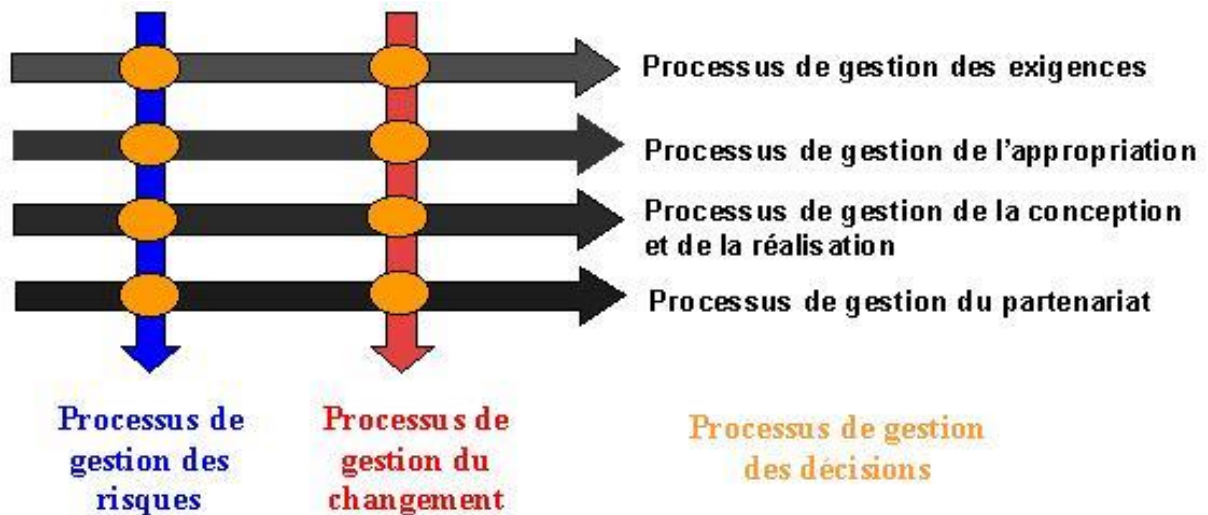 Processus de gestion des exigences
Processus de gestion de l'appropriation
Processus de gestion de la conception
et de la réalisation
Processus de gestion du partenariat
Processus de
gestion des
risques
Processus de
gestion du
changement
Processus de gestion
des décisions